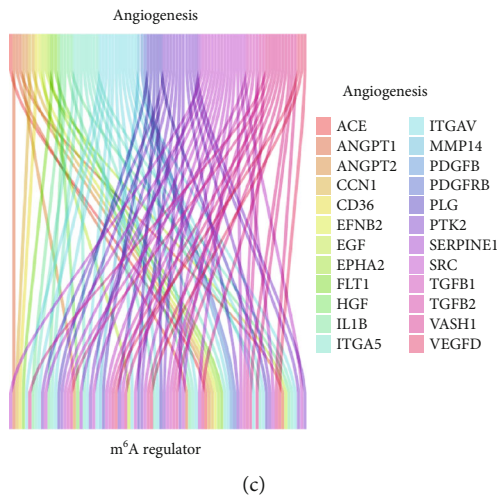 Angiogenesis
Angiogenesis
ACE
ANGPT1
ANGPT2
CCN1
CD36
EFNB2
EGF
EPHA2
FLT1
HGF
IL1B
ITGA5
ITGAV
MMP14
PDGFB
PDGFRB
PLG
PTK2
SERPINE1
SRC
TGFB1
TGFB2
VASH1
VEGFD
m⁶A regulator
(c)